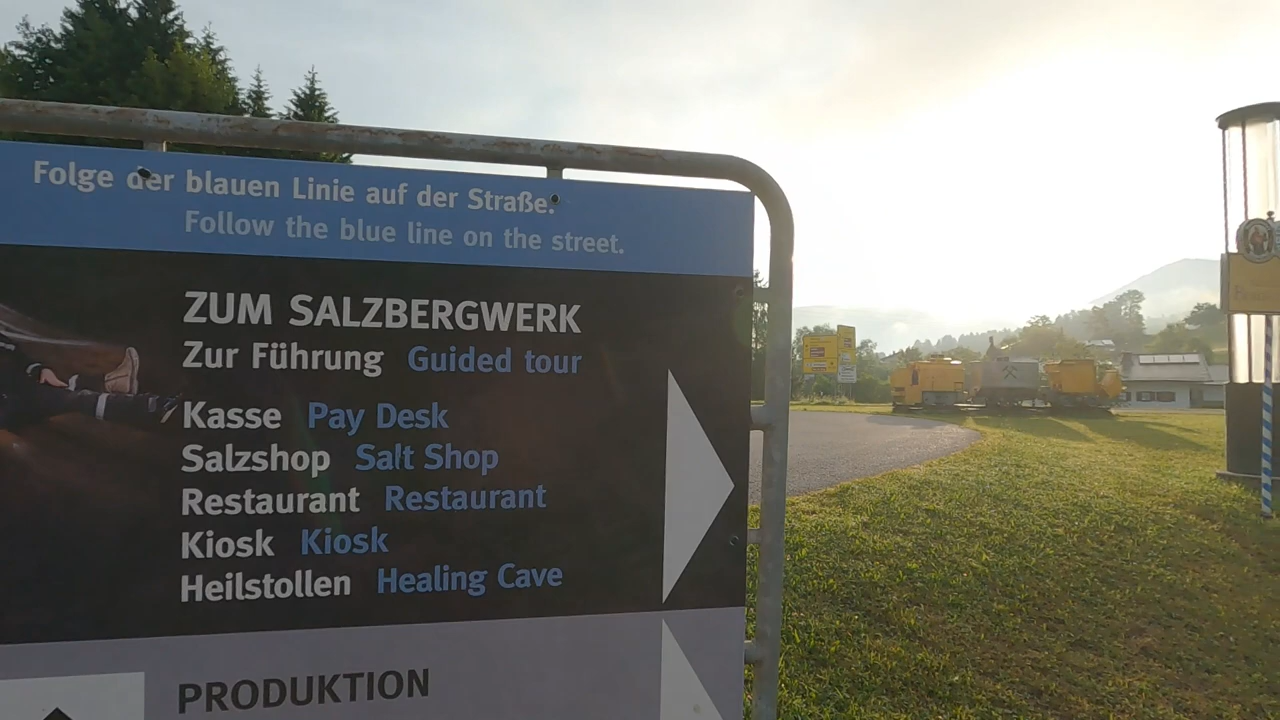 Folge der blauen Linie auf der Straße.
Follow the blue line on the street.
ZUM SALZBERGWERK
Zur Führung Guided tour
Kasse Pay Desk
Salzshop Salt Shop
Restaurant Restaurant
Kiosk Kiosk
Heilstollen Healing Cave
PRODUKTION